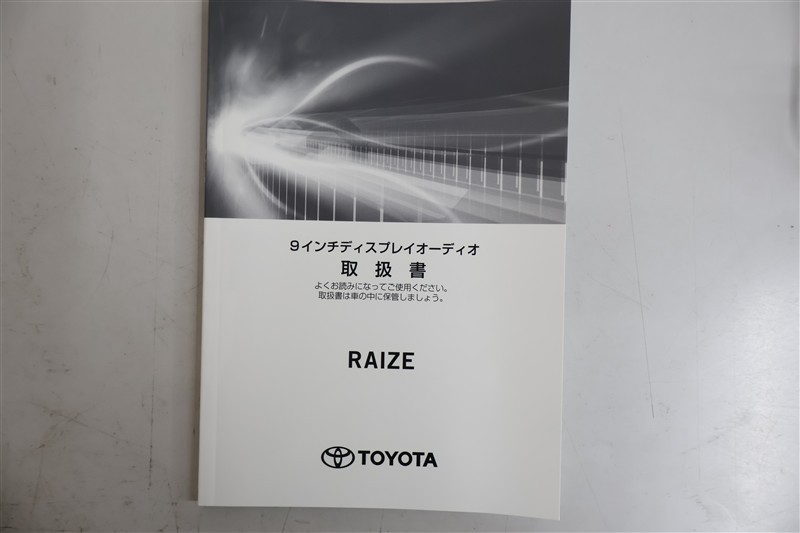 9インチディスプレイオーディオ
取扱書
よくお読みになってご使用ください。
取扱書は車の中に保管しましょう。
RAIZE
TOYOTA